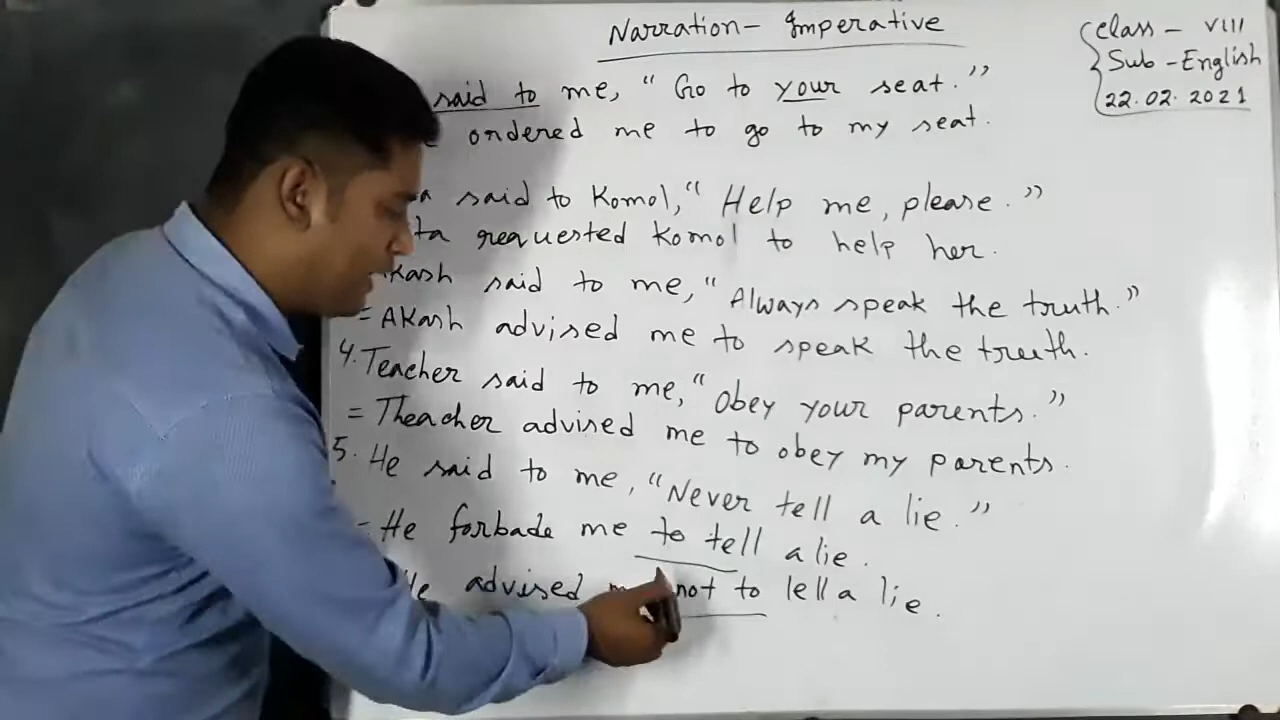 Narration - Imperative
Class - VIII
Sub - English
22.02.2021
said to me, "Go to your seat."
ordered me to go to my seat.
said to Komol, "Help me, please."
requested Komol to help her.
said to me, "Always speak the truth."
= Akash advised me to speak the truth.
4. Teacher said to me, "Obey your parents."
= Theacher advised me to obey my parents.
5. He said to me, "Never tell a lie."
= He forbade me to tell a lie.
He advised not to lell a lie.